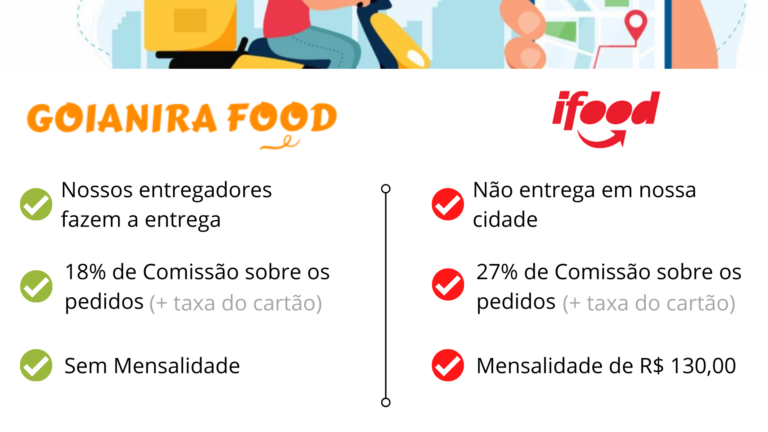 GOIANIRA FOOD
Nossos entregadores
fazem a entrega
18% de Comissão sobre os
pedidos (+ taxa do cartão)
Sem Mensalidade
ifood
Não entrega em nossa
cidade
27% de Comissão sobre os
pedidos (+ taxa do cartão)
Mensalidade de R$ 130,00